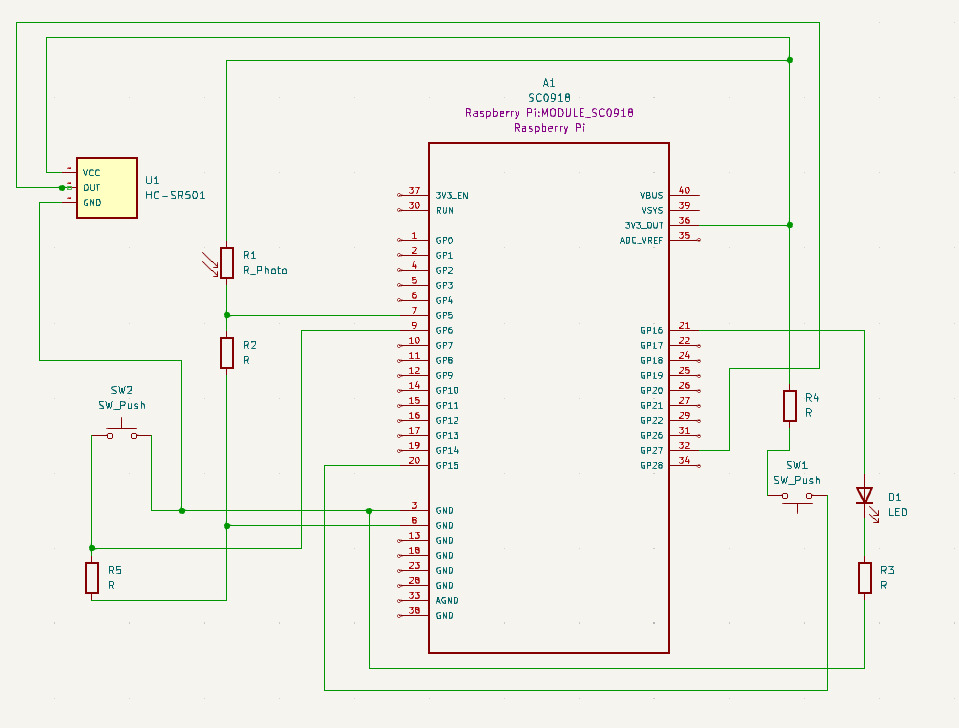 A1
SC0918
Raspberry Pi:MODULE_SC0918
Raspberry Pi
VCC
OUT
GND
U1
HC-SR501
37 3V3_EN
30 RUN
1 GP0
2 GP1
4 GP2
5 GP3
6 GP4
7 GP5
9 GP6
10 GP7
11 GP8
12 GP9
14 GP10
15 GP11
16 GP12
17 GP13
19 GP14
20 GP15
3 GND
8 GND
13 GND
18 GND
23 GND
28 GND
33 AGND
38 GND
VBUS 40
VSYS 39
3V3_OUT 36
ADC_VREF 35
GP16 21
GP17 22
GP18 24
GP19 25
GP20 26
GP21 27
GP22 29
GP26 31
GP27 32
GP28 34
R1
R_Photo
R2
R
SW2
SW_Push
R5
R
R4
R
SW1
SW_Push
D1
LED
R3
R